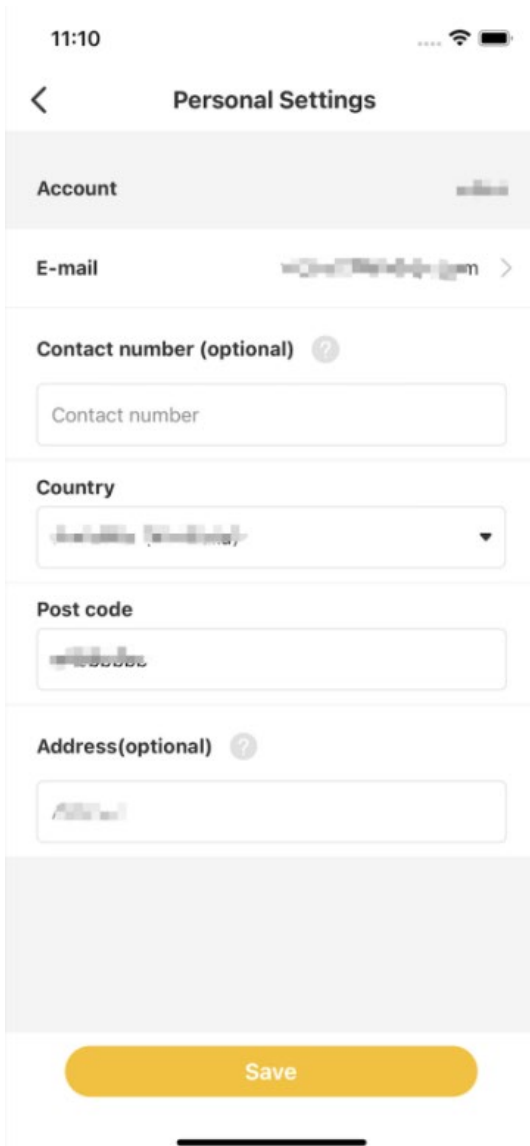 11:10
Personal Settings
Account
E-mail
Contact number (optional) ?
Contact number
Country
Post code
Address(optional) ?
Save